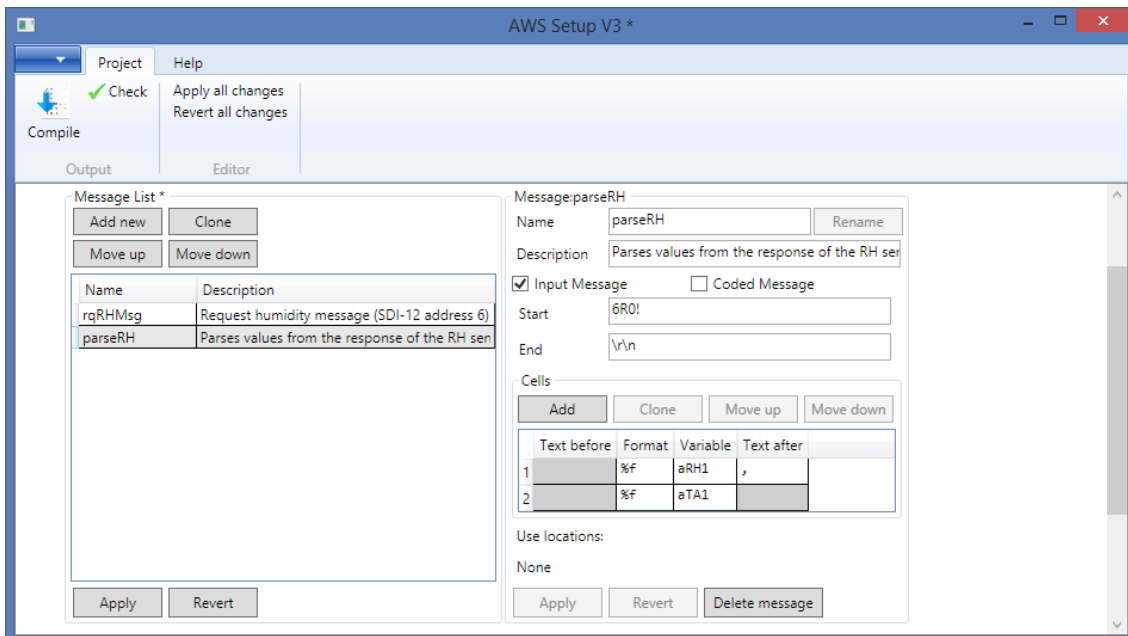 AWS Setup V3 *
Project Help
Compile
Check
Output
Apply all changes
Revert all changes
Editor
Message List *
Add new Clone
Move up Move down
Name Description
rqRHMsg Request humidity message (SDI-12 address 6)
parseRH Parses values from the response of the RH sen
Apply Revert
Message:parseRH
Name parseRH Rename
Description Parses values from the response of the RH ser
Input Message Coded Message
Start 6R0!
End \r\n
Cells
Add Clone Move up Move down
Text before Format Variable Text after
1 %f aRH1 ,
2 %f aTA1
Use locations:
None
Apply Revert Delete message